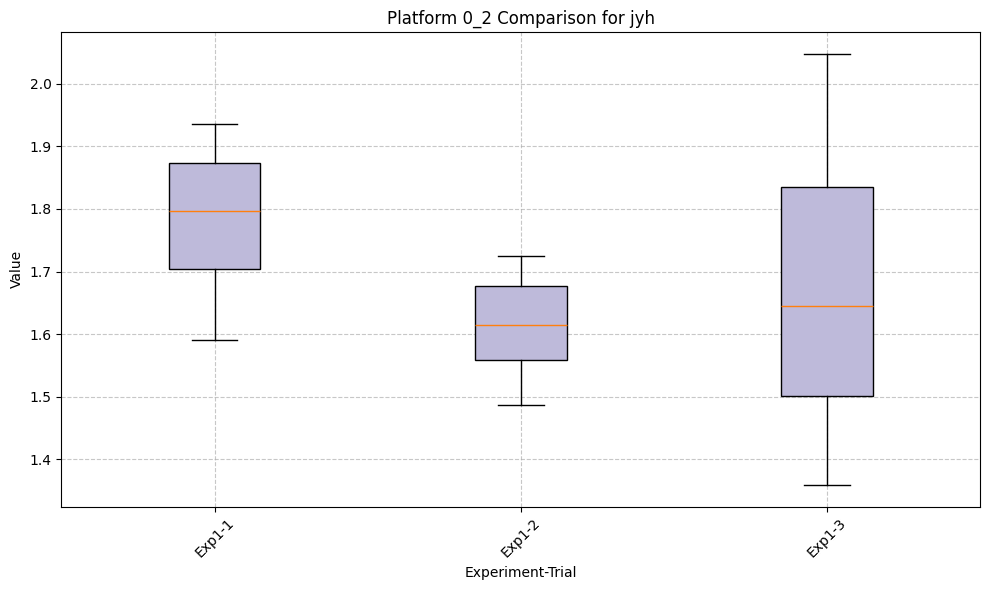 Platform 0_2 Comparison for jyh
Value
2.0
1.9
1.8
1.7
1.6
1.5
1.4
Exp1-1
Exp1-2
Exp1-3
Experiment-Trial